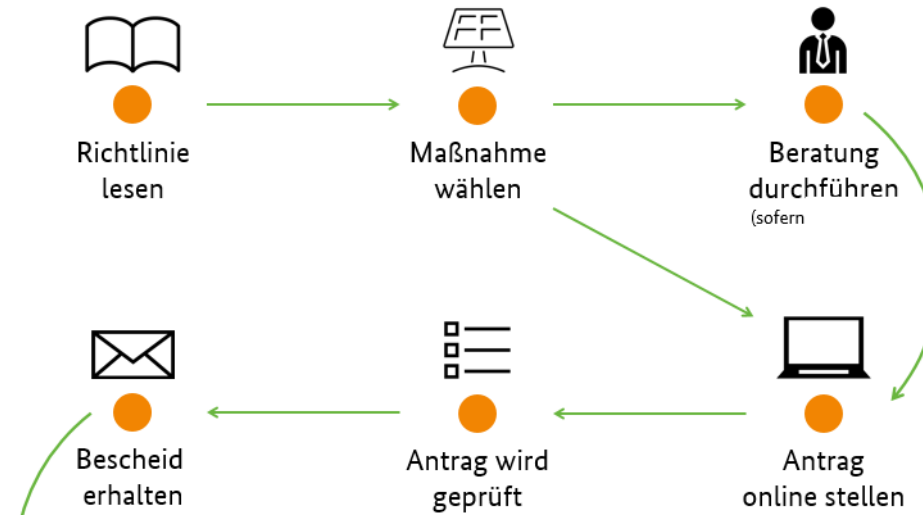 Richtlinie
lesen
Maßnahme
wählen
Beratung
durchführen
(sofern
Antrag
online stellen
Antrag wird
geprüft
Bescheid
erhalten